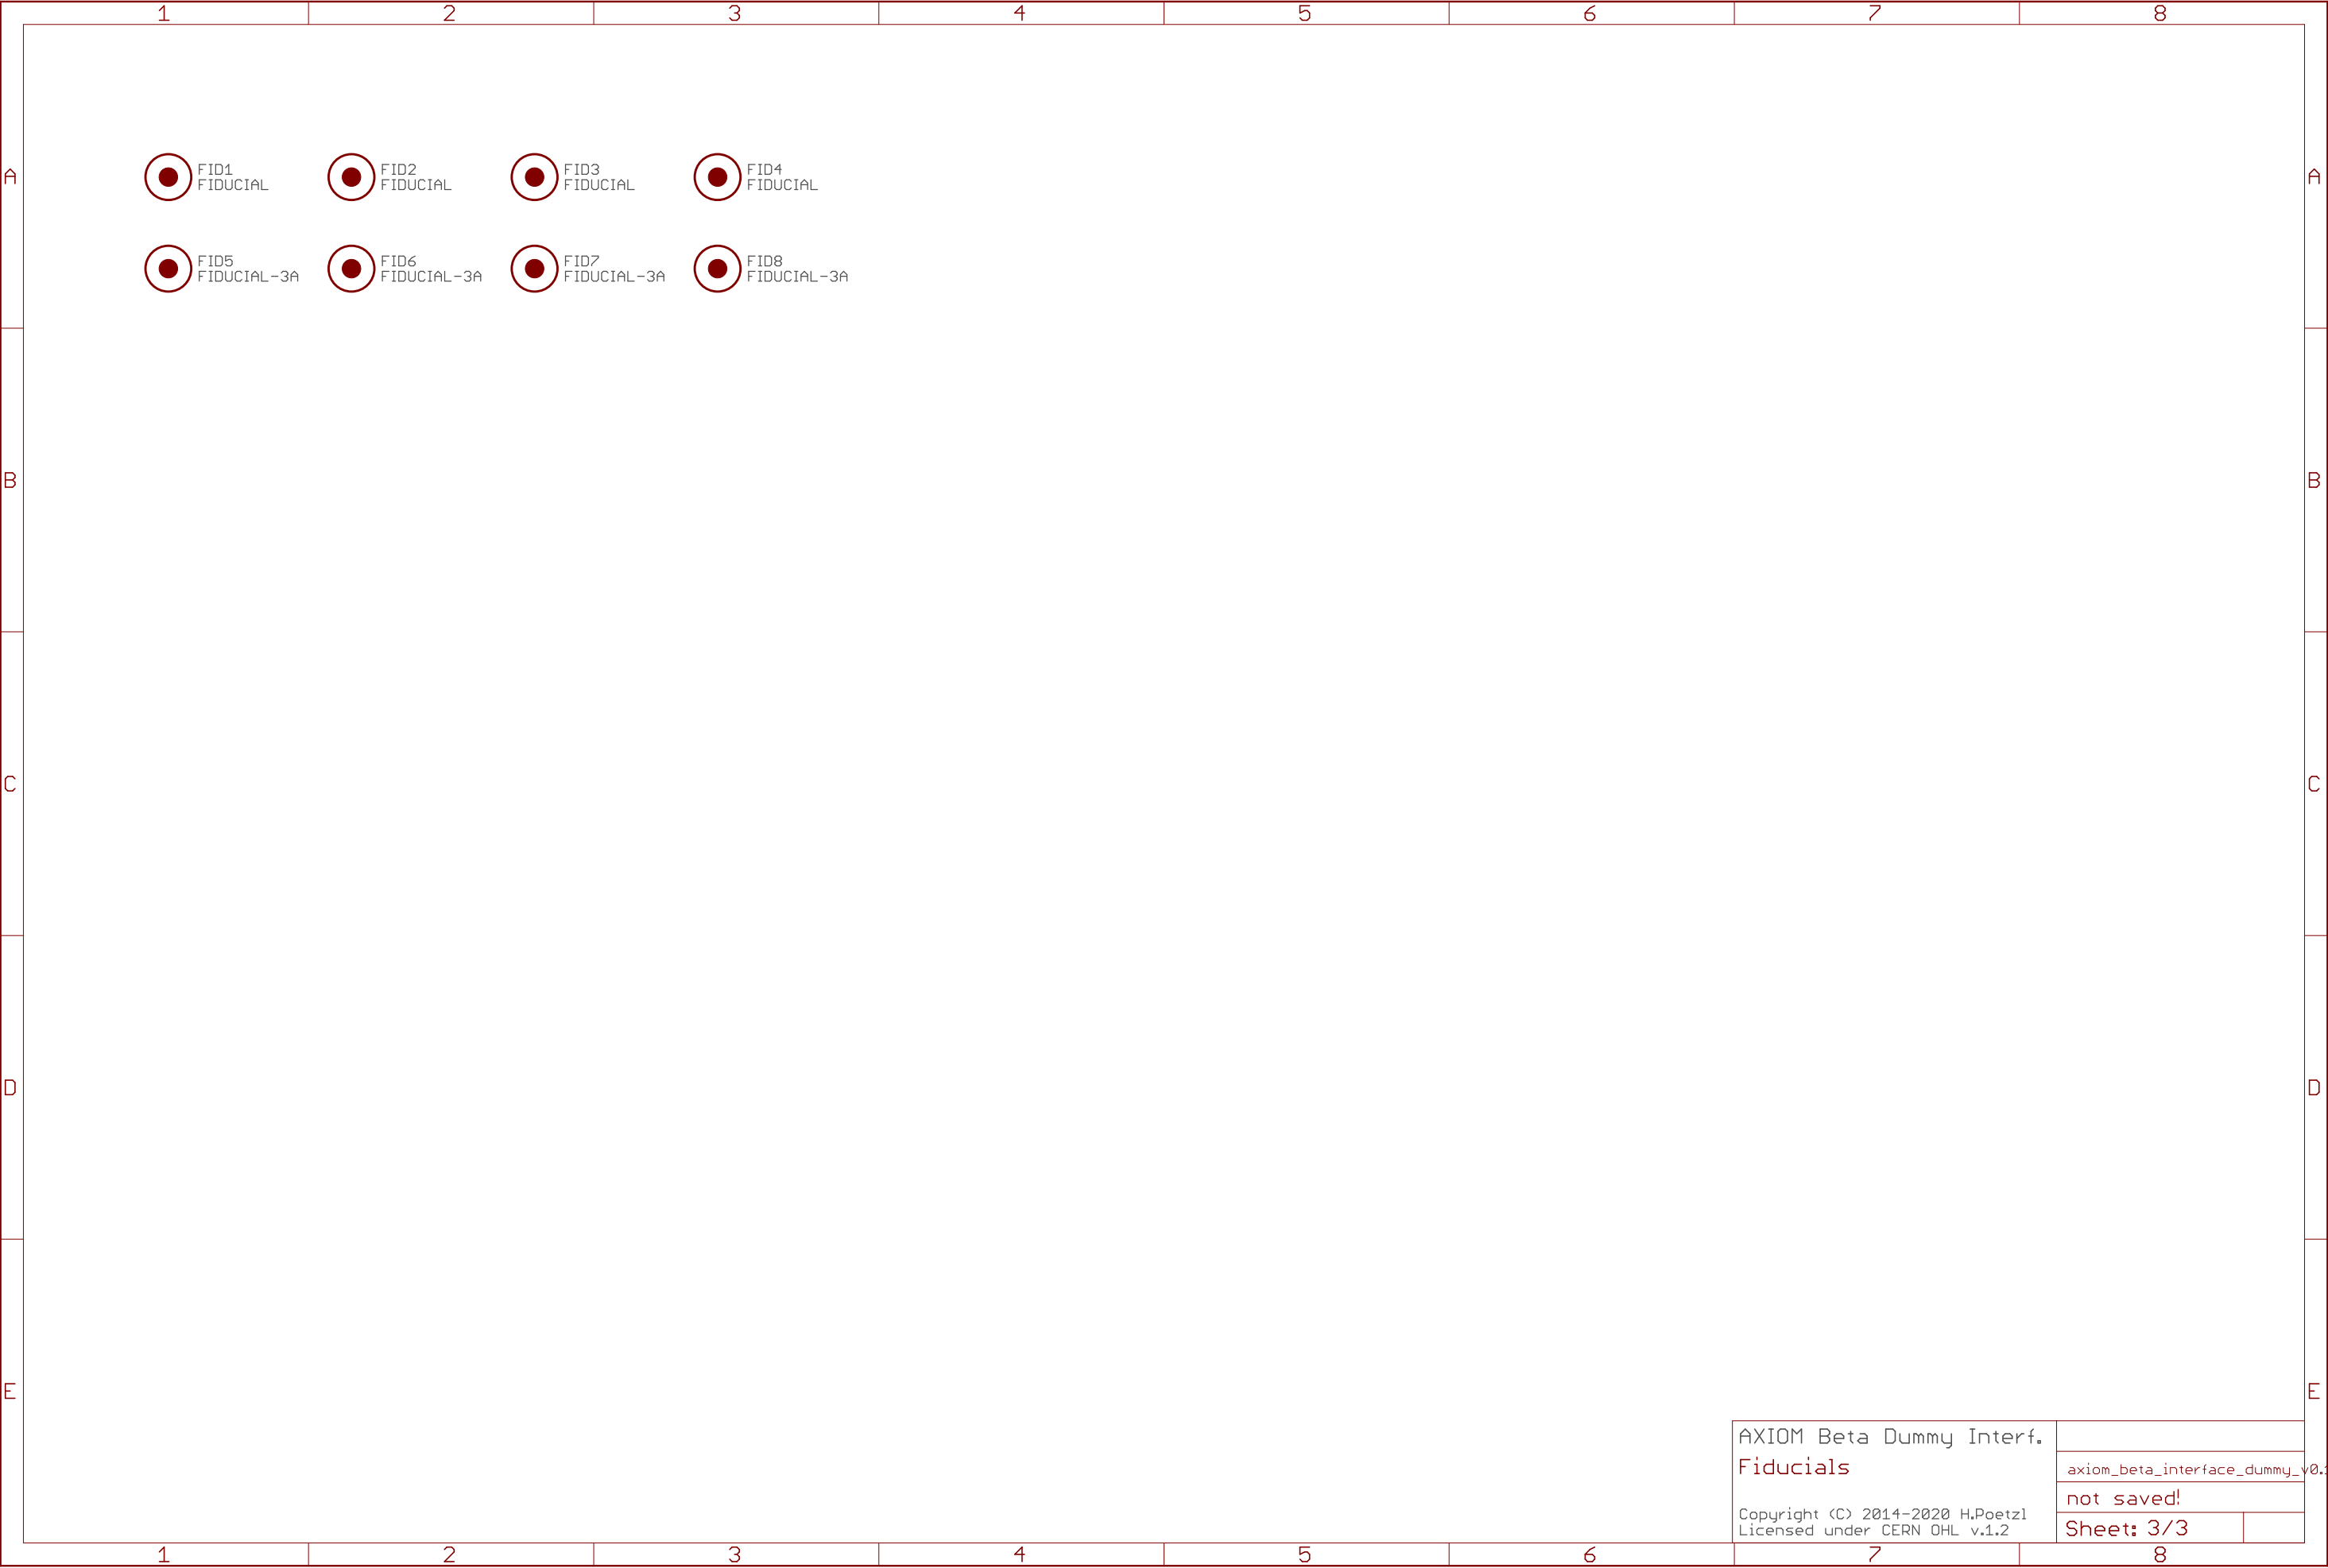 1 2 3 4 5 6 7 8
A A
FID1 FID2 FID3 FID4
FIDUCIAL FIDUCIAL FIDUCIAL FIDUCIAL
FID5 FID6 FID7 FID8
FIDUCIAL-3A FIDUCIAL-3A FIDUCIAL-3A FIDUCIAL-3A
B B
C C
D D
E E
AXIOM Beta Dummy Interf.
Fiducials
axiom_beta_interface_dummy_v0.1
not saved!
Copyright (C) 2014-2020 H.Poetzl
Licensed under CERN OHL v.1.2
Sheet: 3/3
1 2 3 4 5 6 7 8